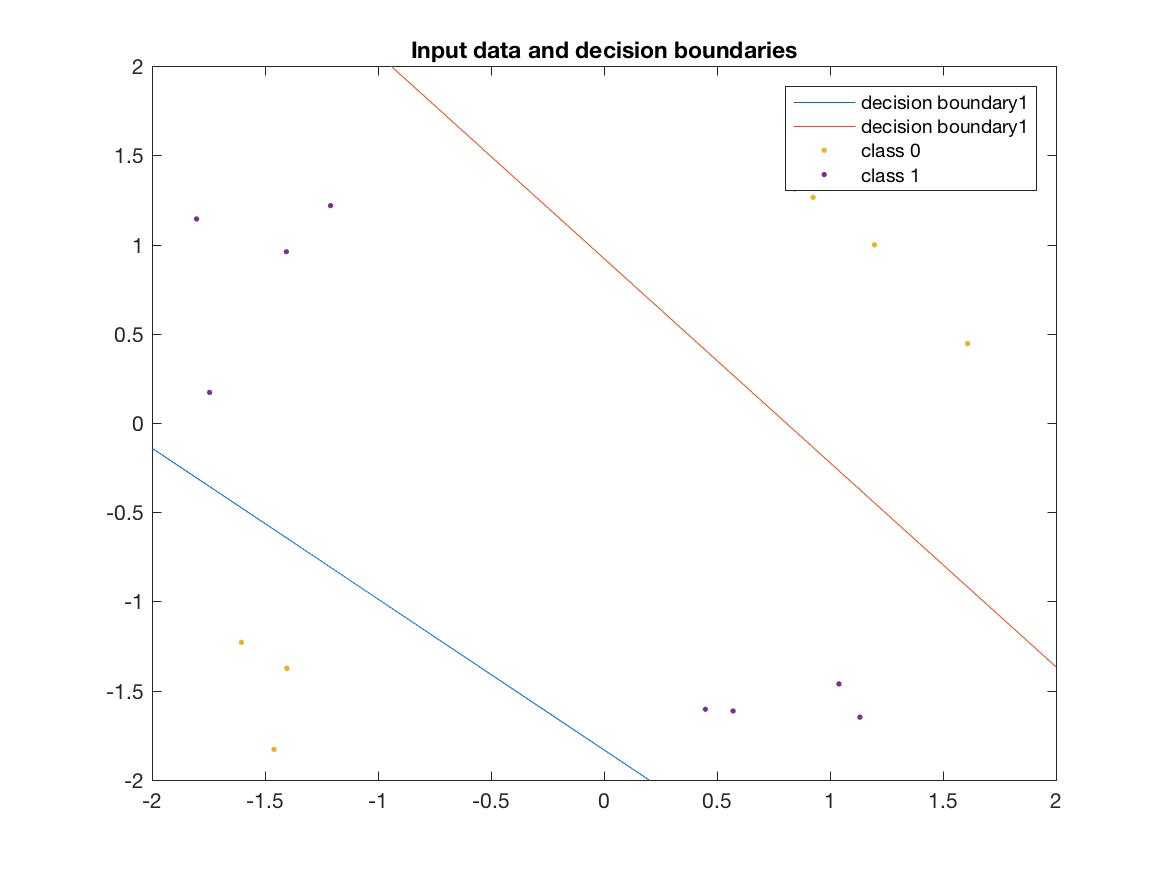 Input data and decision boundaries
decision boundary1
decision boundary1
class 0
class 1
2
1.5
1
0.5
0
-0.5
-1
-1.5
-2
-2 -1.5 -1 -0.5 0 0.5 1 1.5 2